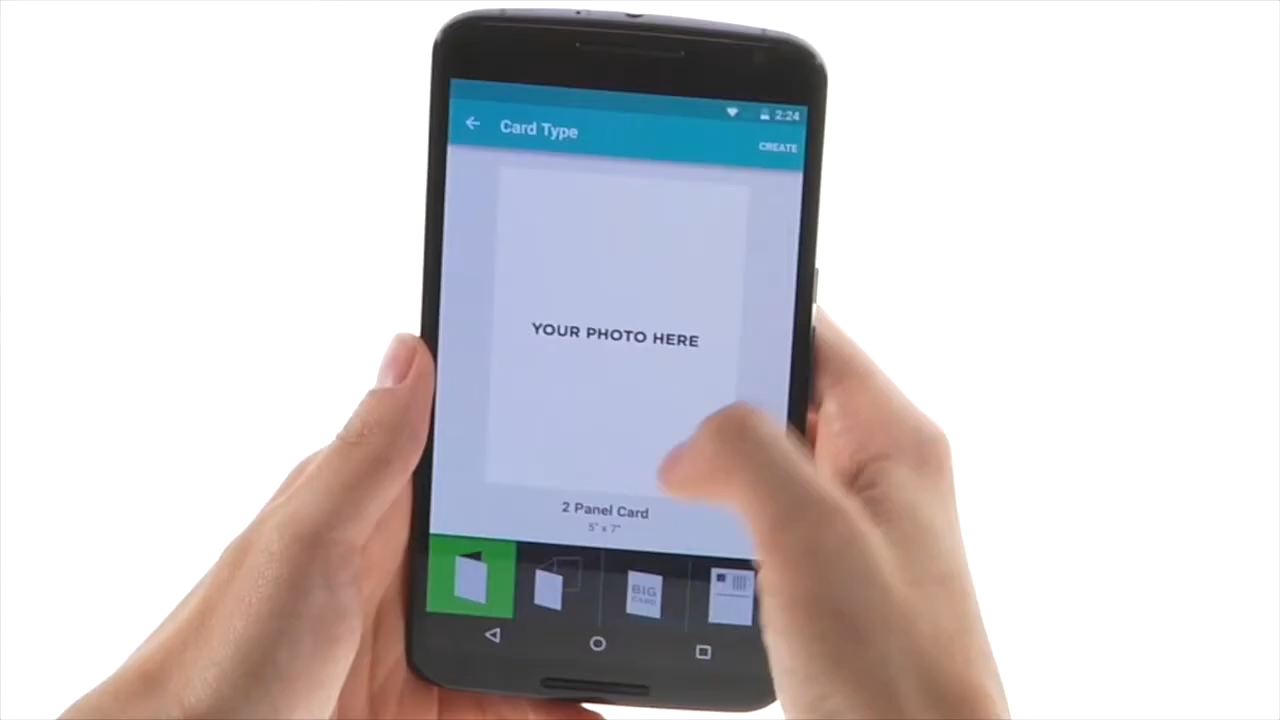 2:24
Card Type
CREATE
YOUR PHOTO HERE
2 Panel Card
5" x 7"
BIG
CARD